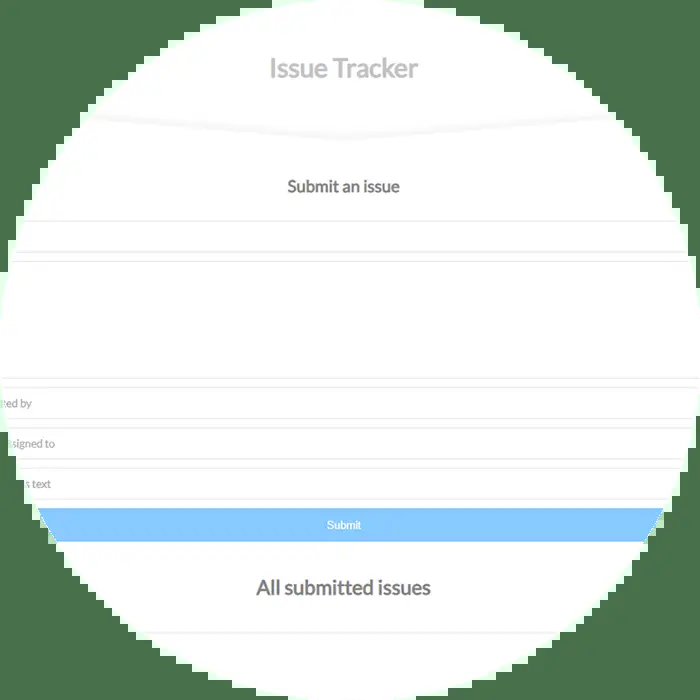 Issue Tracker
Submit an issue
ted by
signed to
s text
Submit
All submitted issues